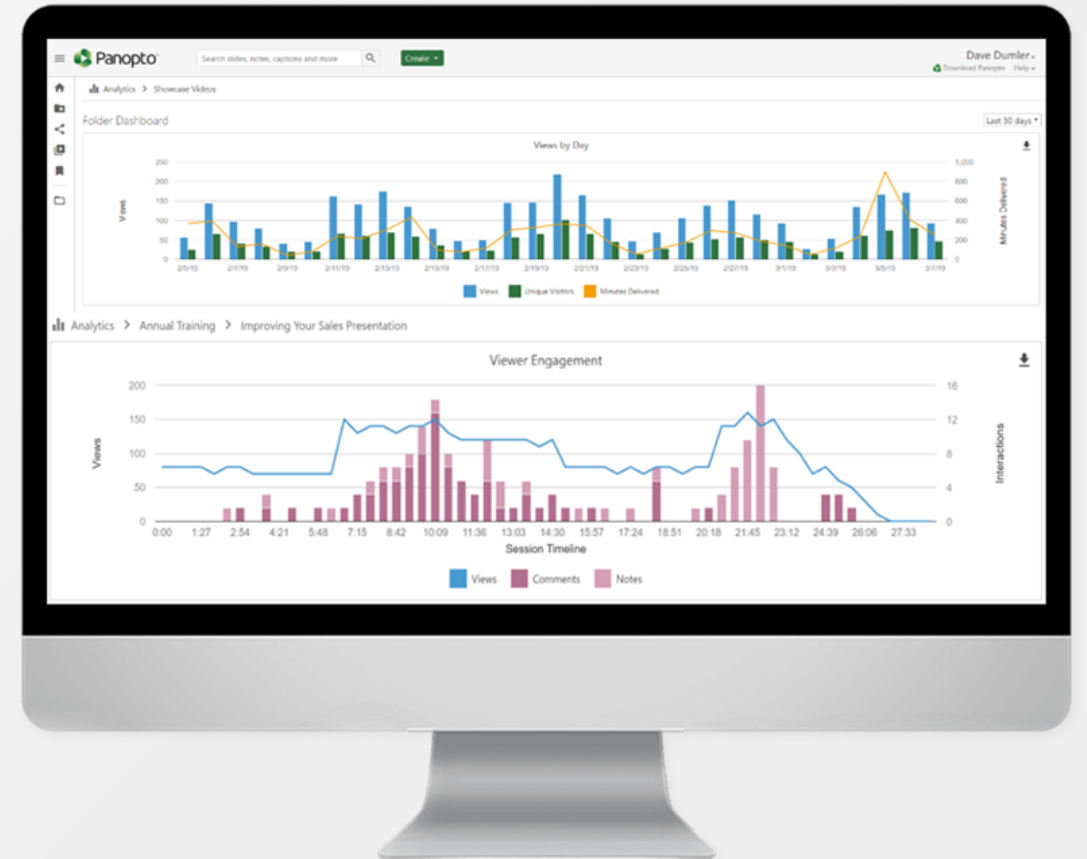 Panopto
Search slides, notes, captions and more
Create
Dave Dumler
Download Panopto Help
Analytics > Showcase Videos
Folder Dashboard
Last 30 days
Views by Day
250 200 150 100 50 0
Views
1,000 800 600 400 200 0
Minutes Delivered
2/5/19 2/7/19 2/9/19 2/11/19 2/13/19 2/15/19 2/17/19 2/19/19 2/21/19 2/23/19 2/25/19 2/27/19 3/1/19 3/3/19 3/5/19 3/7/19
Views Unique Visitors Minutes Delivered
Analytics > Annual Training > Improving Your Sales Presentation
Viewer Engagement
200 150 100 50 0
Views
16 12 8 4 0
Interactions
0:00 1:27 2:54 4:21 5:48 7:15 8:42 10:09 11:36 13:03 14:30 15:57 17:24 18:51 20:18 21:45 23:12 24:39 26:06 27:33
Session Timeline
Views Comments Notes